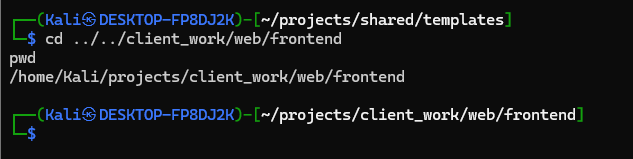 ┌──(Kali㉿DESKTOP-FP8DJ2K)-[~/projects/shared/templates]
└─$ cd ../../client_work/web/frontend
pwd
/home/Kali/projects/client_work/web/frontend
┌──(Kali㉿DESKTOP-FP8DJ2K)-[~/projects/client_work/web/frontend]
└─$